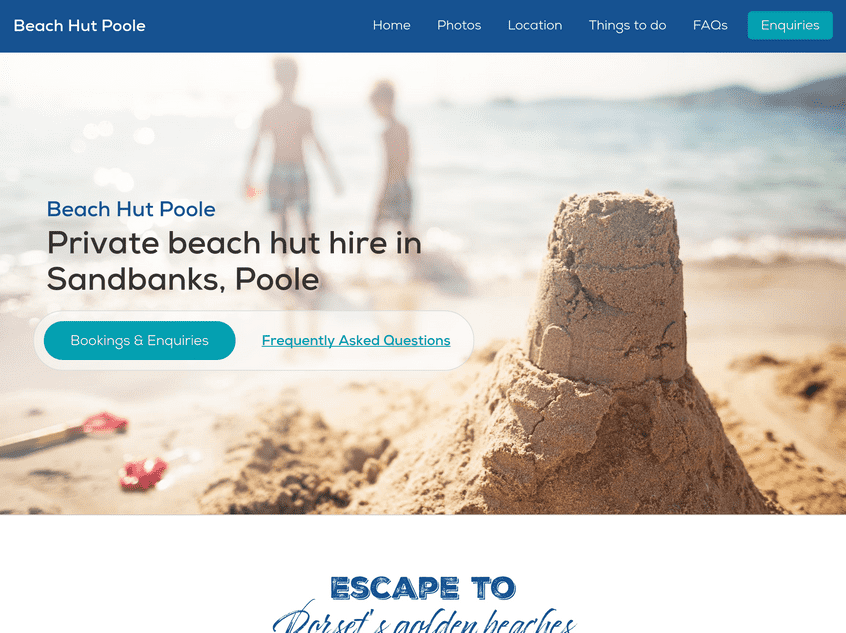 Beach Hut Poole
Home Photos Location Things to do FAQs Enquiries
Beach Hut Poole
Private beach hut hire in
Sandbanks, Poole
Bookings & Enquiries Frequently Asked Questions
ESCAPE TO
Dorset's golden beaches